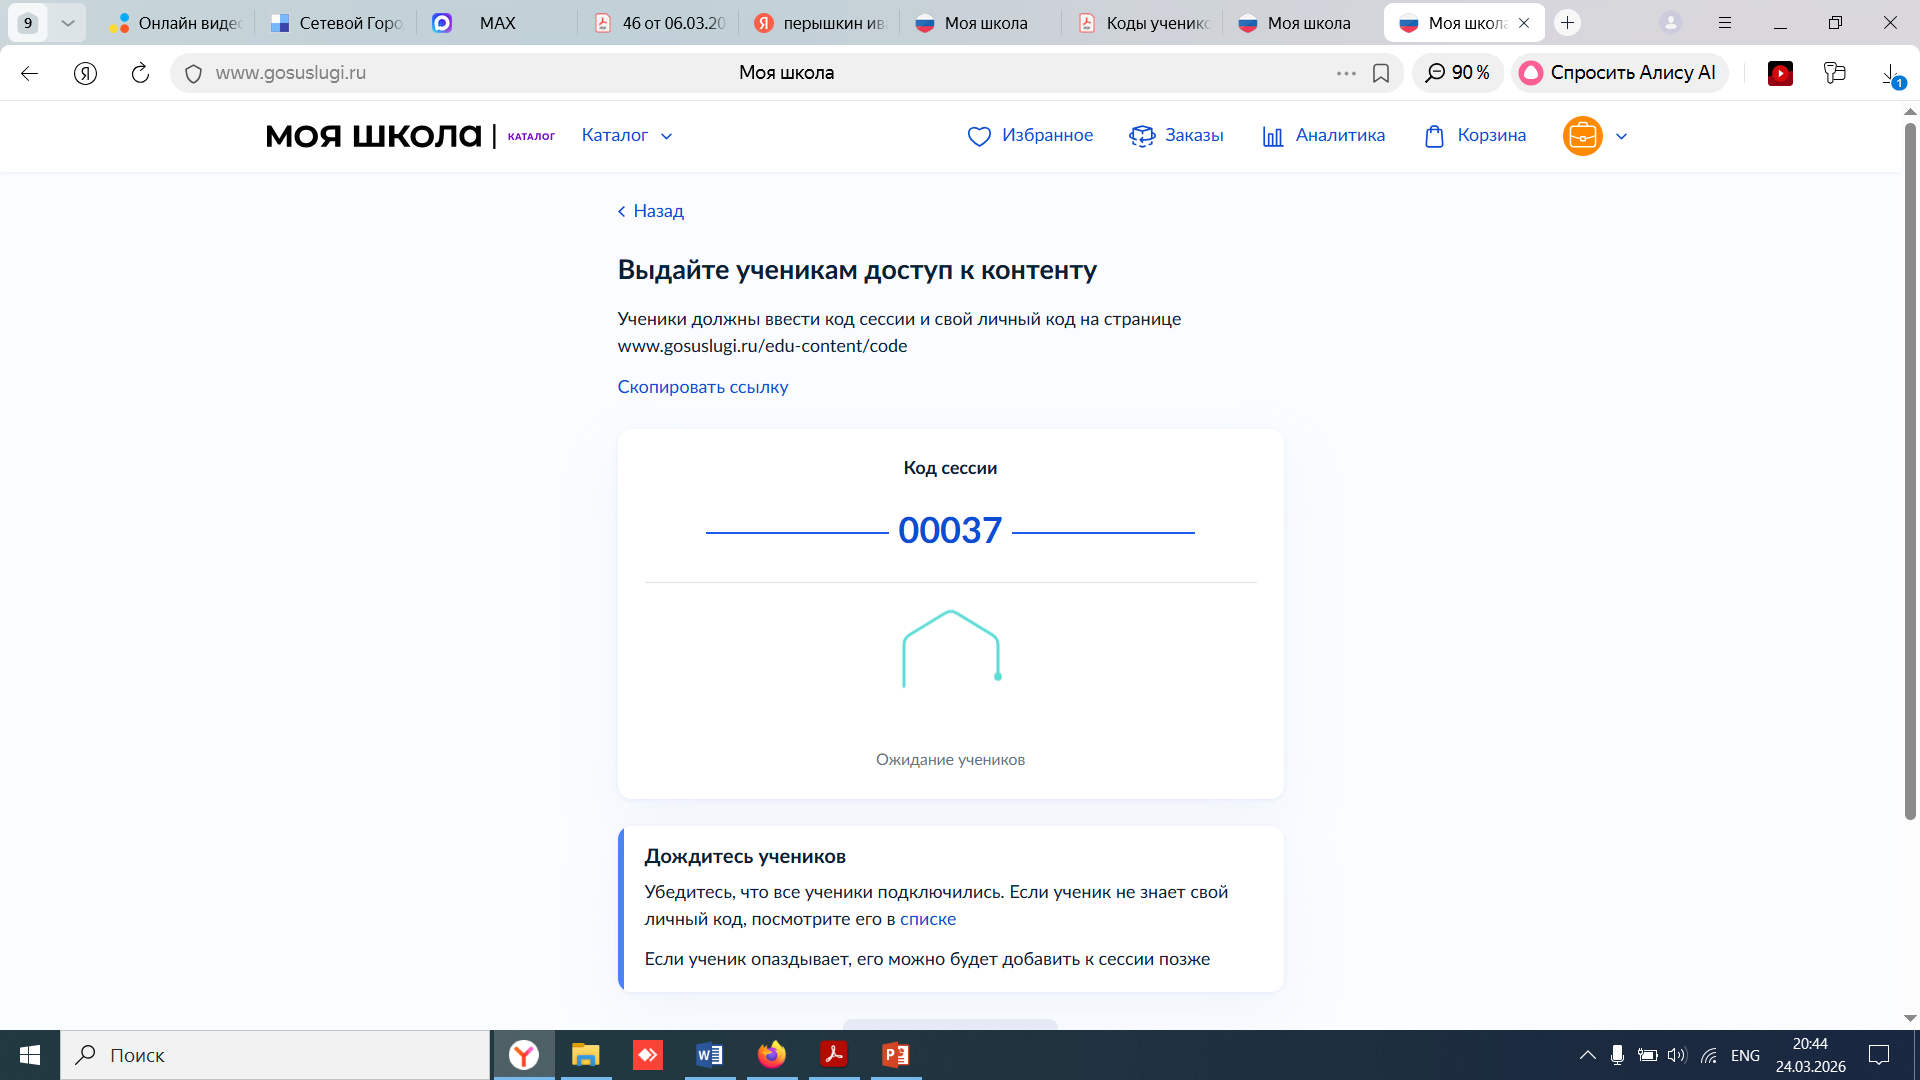 9
Онлайн видес
Сетевой Горо
MAX
46 от 06.03.20
перышкин ива
Моя школа
Коды ученико
Моя школа
Моя школа
www.gosuslugi.ru
Моя школа
90 %
Спросить Алису AI
1
МОЯ ШКОЛА | КАТАЛОГ
Каталог
Избранное
Заказы
Аналитика
Корзина
Назад
Выдайте ученикам доступ к контенту
Ученики должны ввести код сессии и свой личный код на странице
www.gosuslugi.ru/edu-content/code
Скопировать ссылку
Код сессии
00037
Ожидание учеников
Дождитесь учеников
Убедитесь, что все ученики подключились. Если ученик не знает свой
личный код, посмотрите его в списке
Если ученик опаздывает, его можно будет добавить к сессии позже
Поиск
ENG
20:44
24.03.2026